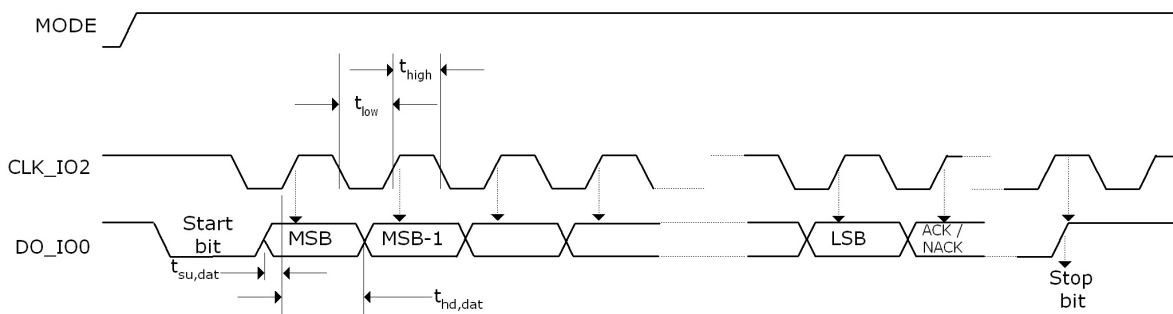 MODE
t_high
t_low
CLK_IO2
DO_IO0
Start
bit
MSB
MSB-1
LSB
ACK /
NACK
t_su,dat
t_hd,dat
Stop
bit